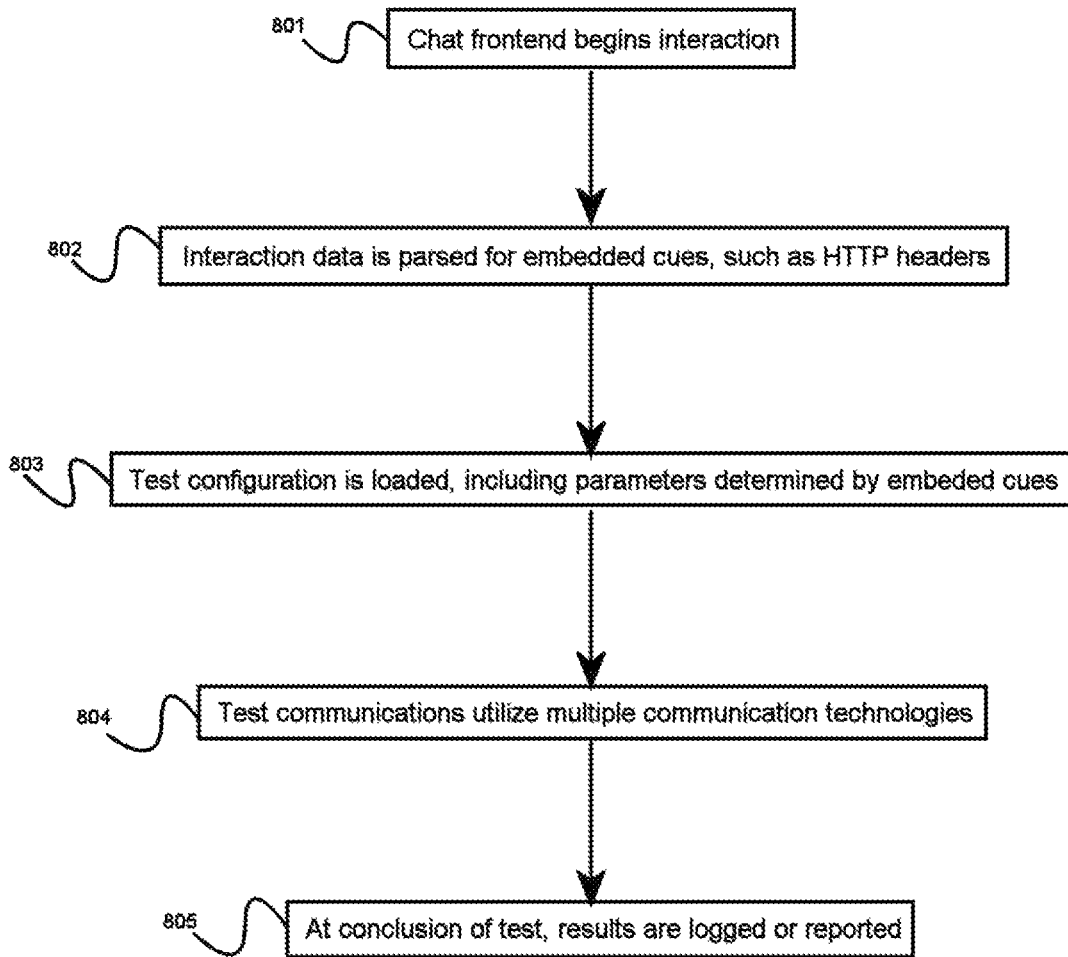 801
Chat frontend begins interaction
802
Interaction data is parsed for embedded cues, such as HTTP headers
803
Test configuration is loaded, including parameters determined by embeded cues
804
Test communications utilize multiple communication technologies
805
At conclusion of test, results are logged or reported